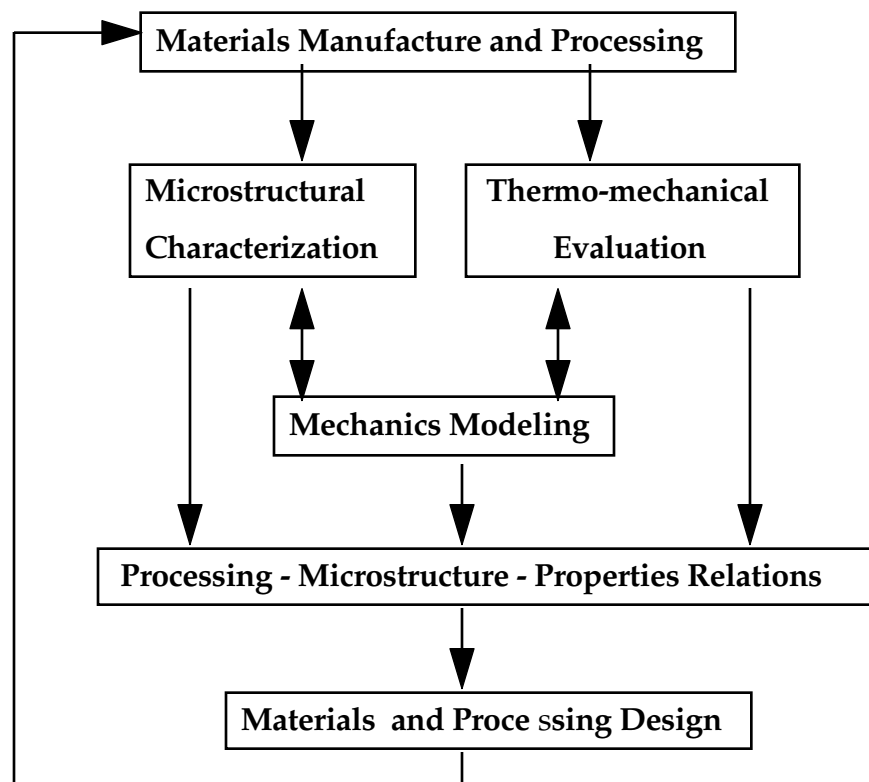 Materials Manufacture and Processing
Microstructural
Characterization
Thermo-mechanical
Evaluation
Mechanics Modeling
Processing - Microstructure - Properties Relations
Materials and Proce ssing Design